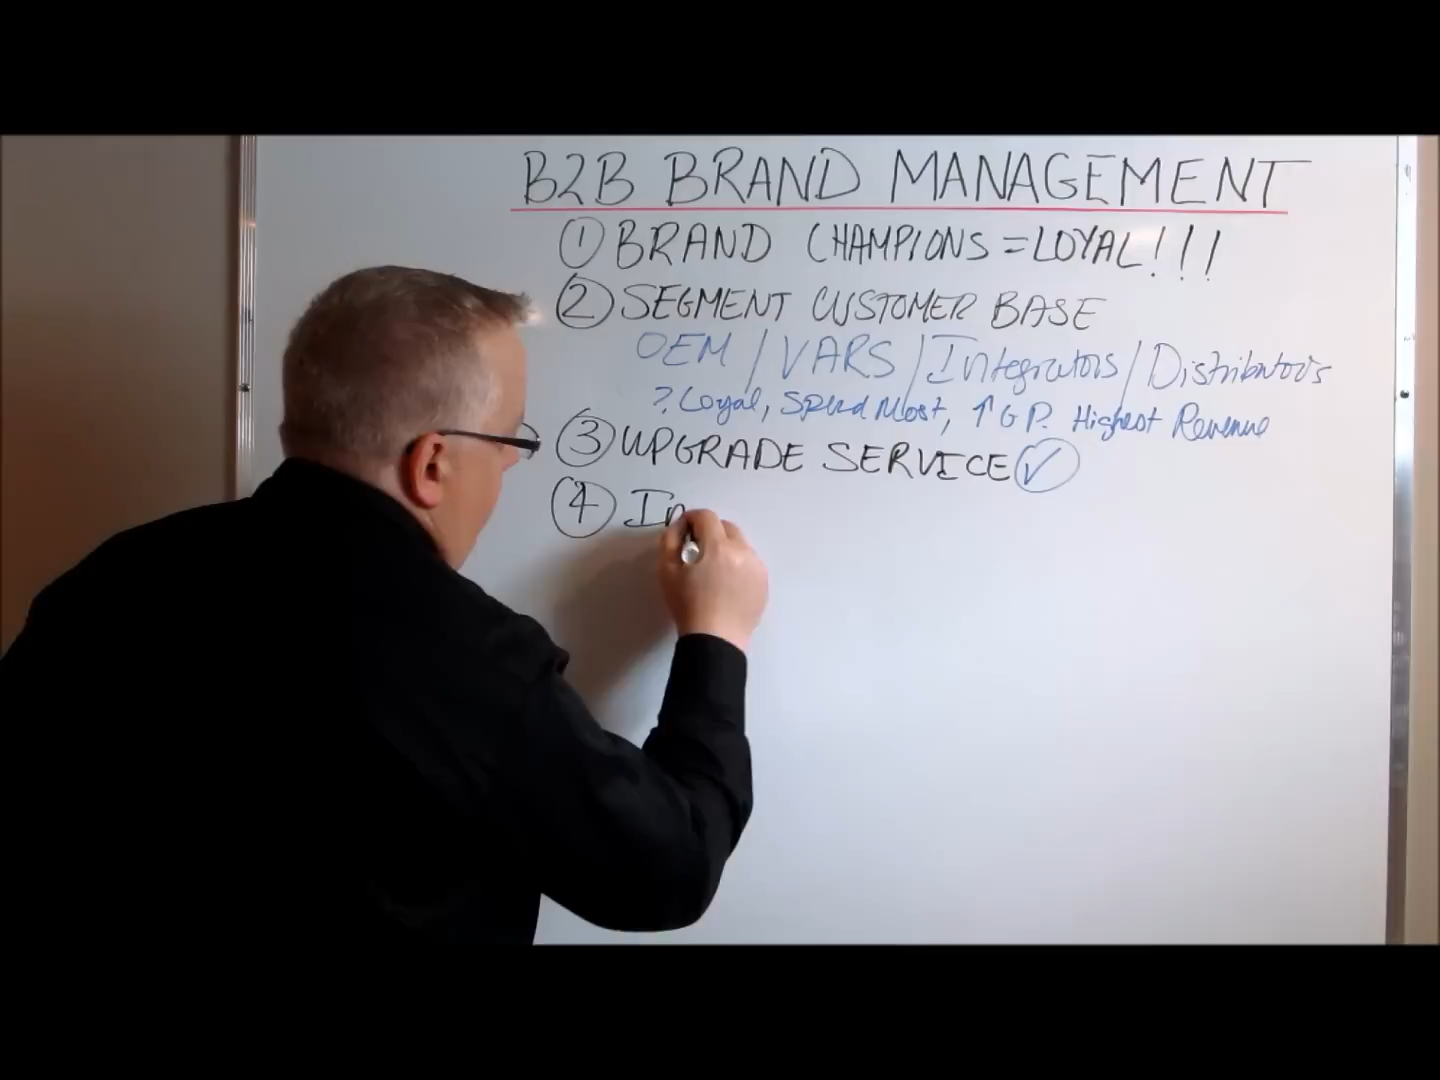 B2B BRAND MANAGEMENT
① BRAND CHAMPIONS = LOYAL!!!
② SEGMENT CUSTOMER BASE
OEM / VARS / Integrators / Distributors
? Loyal, Spend Most, ↑ G P. Highest Revenue
③ UPGRADE SERVICE ✓
④ In